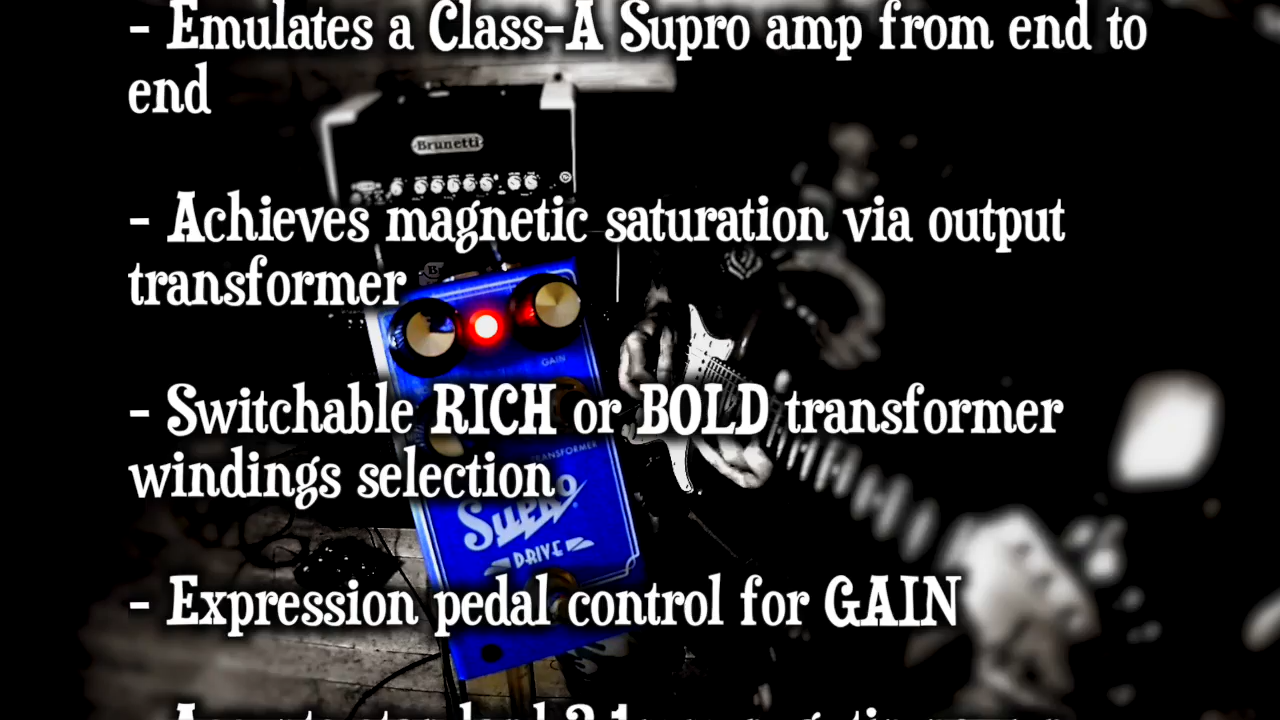 - Emulates a Class-A Supro amp from end to
end
Brunetti
- Achieves magnetic saturation via output
transformer
GAIN
- Switchable RICH or BOLD transformer
TRANSFORMER
windings selection
Supro
DRIVE
- Expression pedal control for GAIN